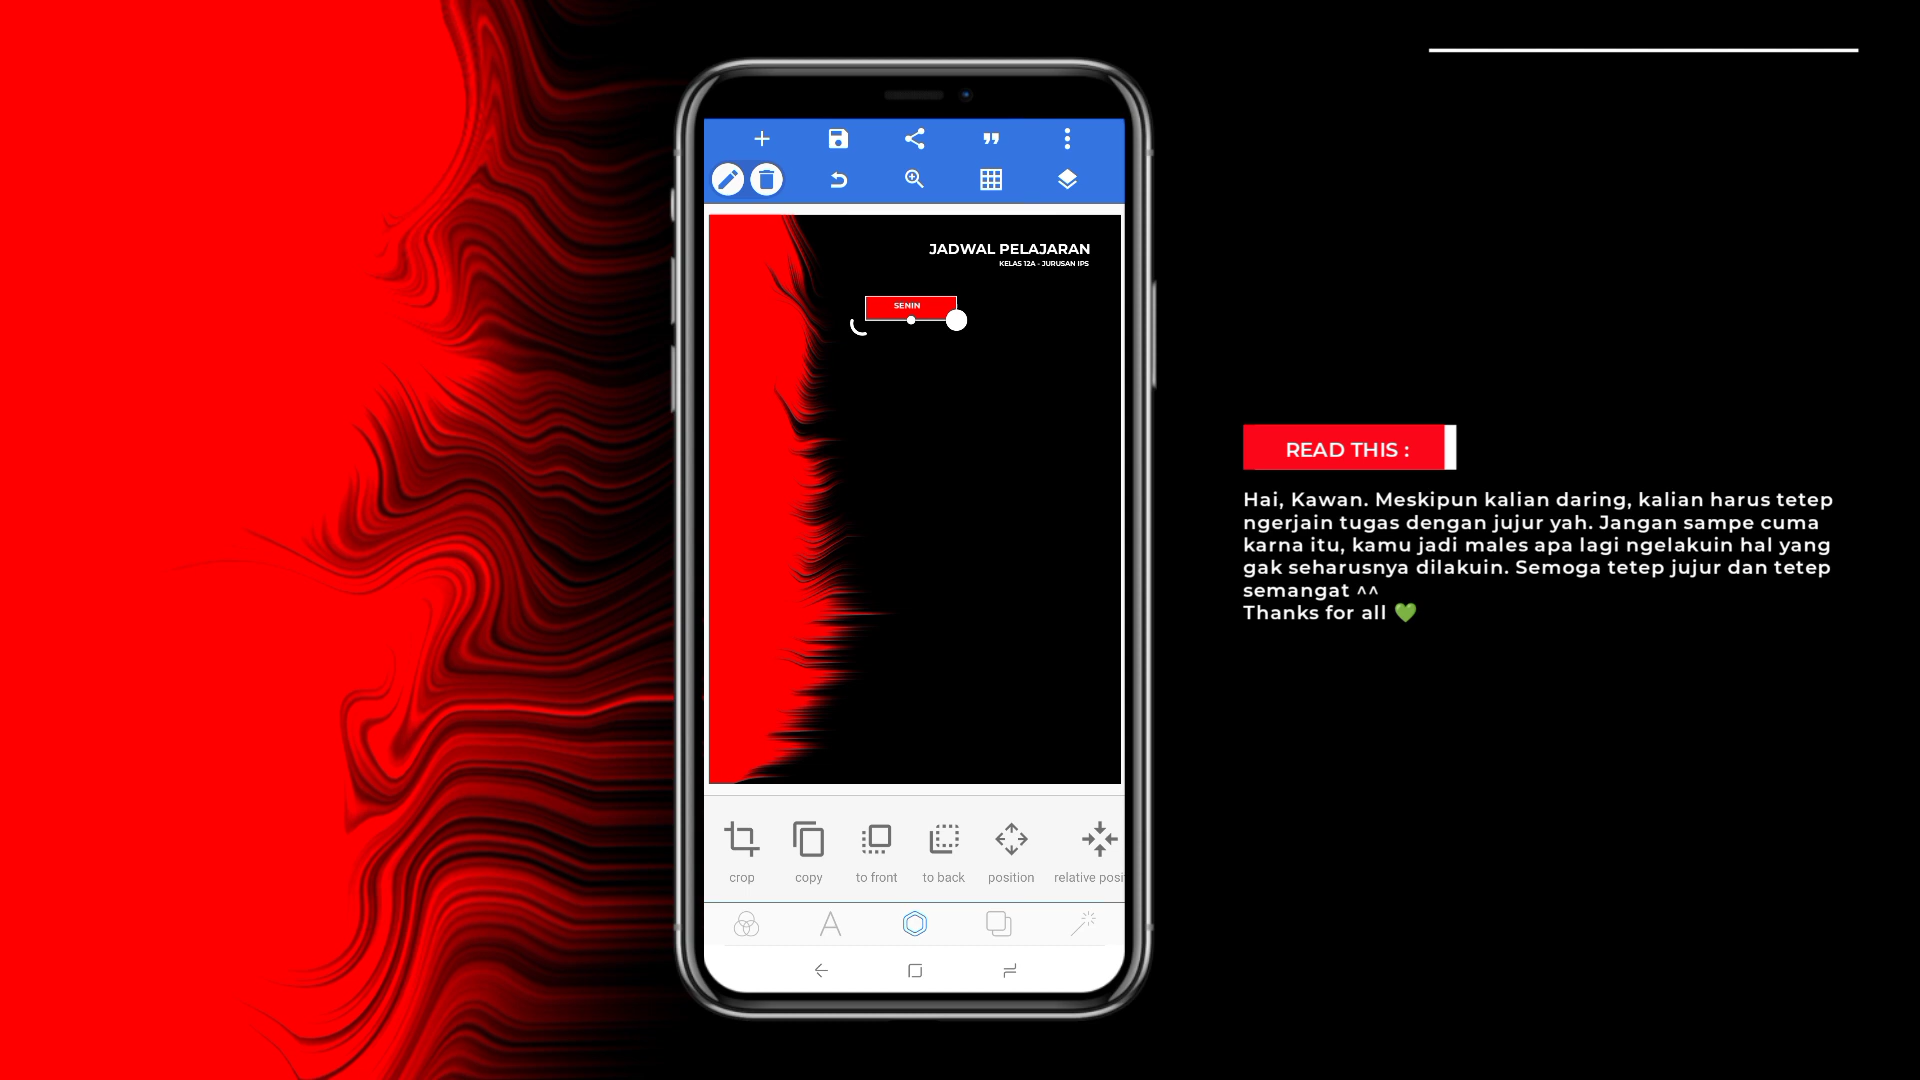 JADWAL PELAJARAN
KELAS 12A - JURUSAN IPS
SENIN
crop
copy
to front
to back
position
relative posi
READ THIS :
Hai, Kawan. Meskipun kalian daring, kalian harus tetep
ngerjain tugas dengan jujur yah. Jangan sampe cuma
karna itu, kamu jadi males apa lagi ngelakuin hal yang
gak seharusnya dilakuin. Semoga tetep jujur dan tetep
semangat ^^
Thanks for all 💚